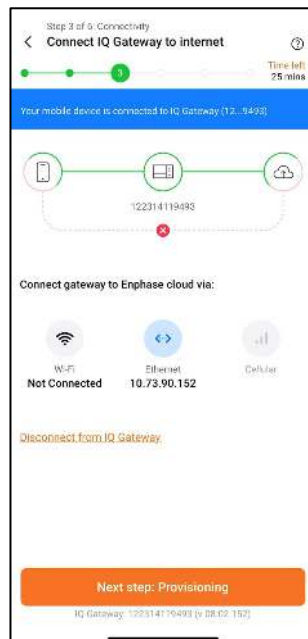 Step 3 of 6: Connectivity
Connect IQ Gateway to internet
3
Time left
25 mins
Your mobile device is connected to IQ Gateway (12...9493)
122314119493
Connect gateway to Enphase cloud via:
Wi-Fi
Not Connected
Ethernet
10.73.90.152
Cellular
Disconnect from IQ Gateway
Next step: Provisioning
IQ Gateway: 122314119493 (v 08.02.152)